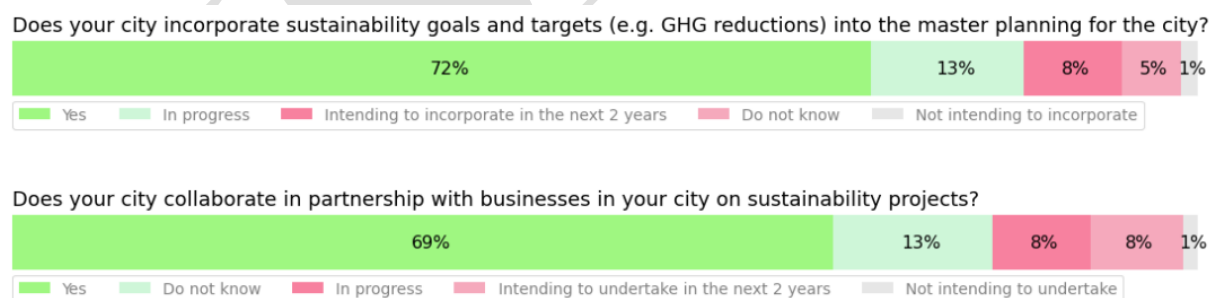 Does your city incorporate sustainability goals and targets (e.g. GHG reductions) into the master planning for the city?
72% 13% 8% 5% 1%
Yes In progress Intending to incorporate in the next 2 years Do not know Not intending to incorporate
Does your city collaborate in partnership with businesses in your city on sustainability projects?
69% 13% 8% 8% 1%
Yes Do not know In progress Intending to undertake in the next 2 years Not intending to undertake